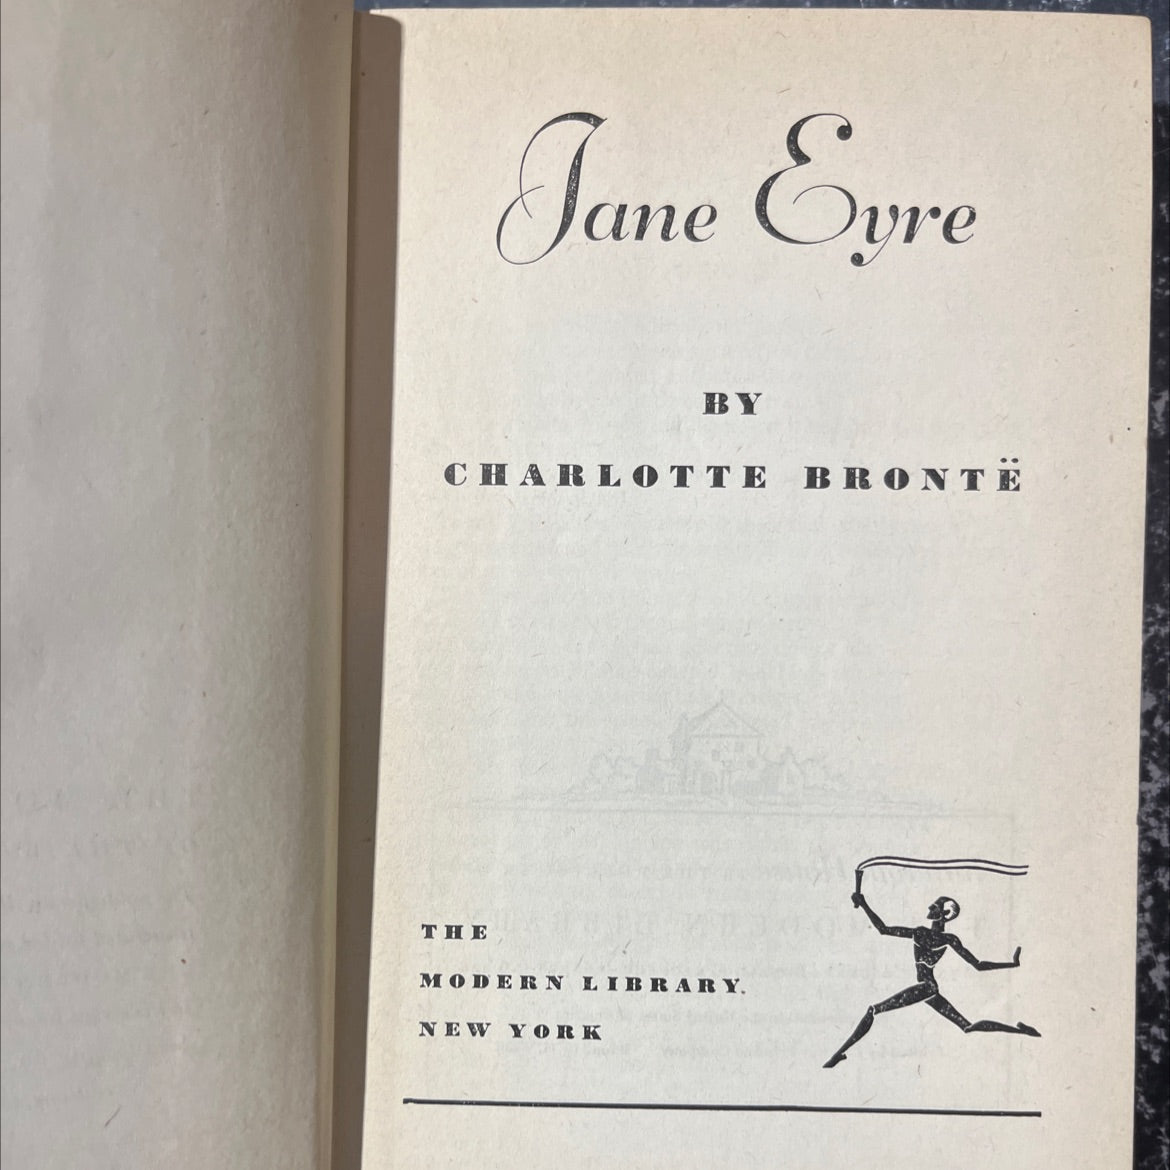 Jane Eyre
BY
CHARLOTTE BRONTË
THE
MODERN LIBRARY
NEW YORK